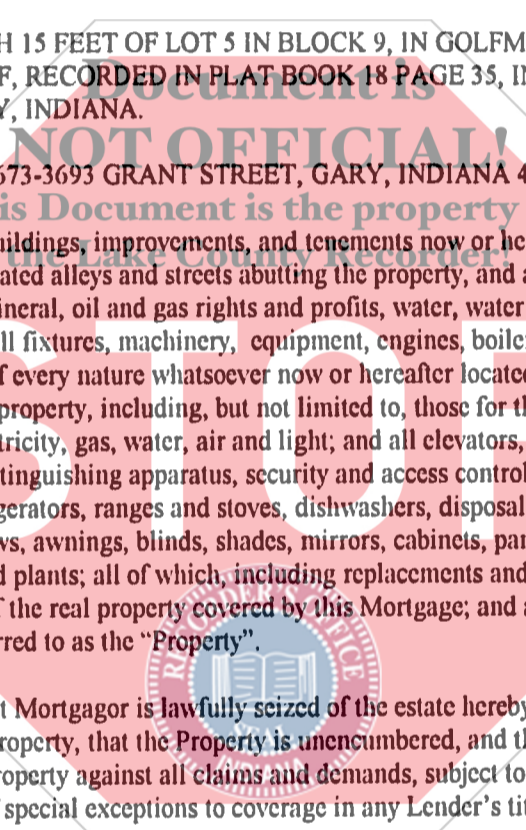 H 15 FEET OF LOT 5 IN BLOCK 9, IN GOLFM
F, RECORDED IN PLAT BOOK 18 PAGE 35, IN
Document is
Y, INDIANA.
NOT OFFICIAL!
673-3693 GRANT STREET, GARY, INDIANA 4
is Document is the property
uildings, improvements, and tenements now or he
the Lake County Recorder!
ated alleys and streets abutting the property, and a
ineral, oil and gas rights and profits, water, water
ll fixtures, machinery, equipment, engines, boile
f every nature whatsoever now or hereafter locate
property, including, but not limited to, those for th
tricity, gas, water, air and light; and all elevators,
STOP
tinguishing apparatus, security and access control
gerators, ranges and stoves, dishwashers, disposal
ws, awnings, blinds, shades, mirrors, cabinets, pan
d plants; all of which, including replacements and
f the real property covered by this Mortgage; and a
rred to as the “Property”.
RECORDER'S OFFICE
SEAL
INDIANA
t Mortgagor is lawfully seized of the estate hereby
roperty, that the Property is unencumbered, and th
roperty against all claims and demands, subject to
f special exceptions to coverage in any Lender's ti